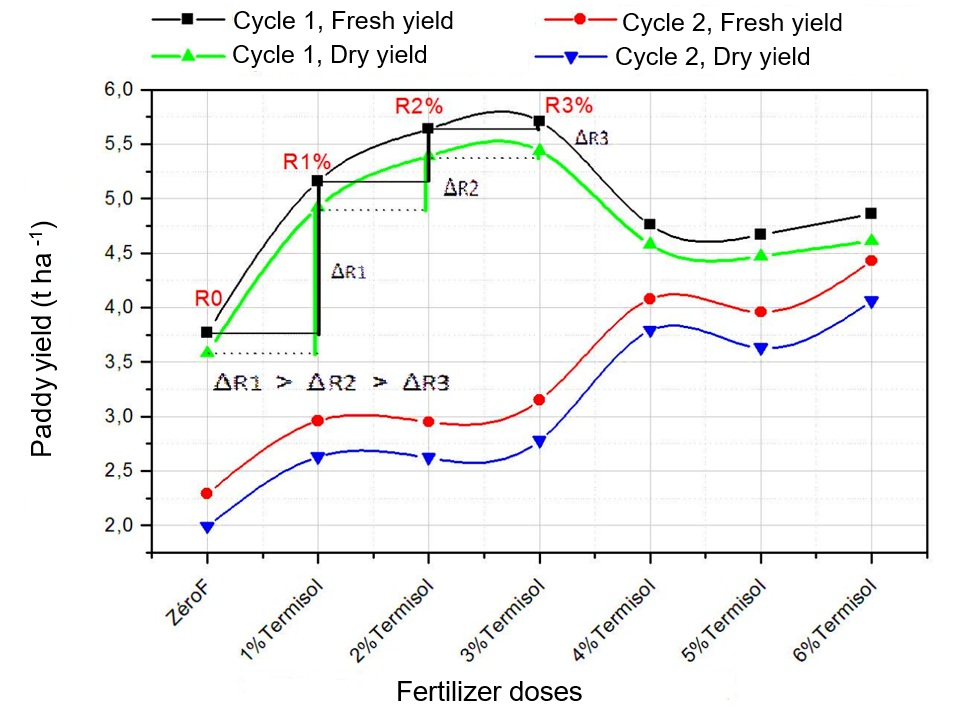 Cycle 1, Fresh yield
Cycle 2, Fresh yield
Cycle 1, Dry yield
Cycle 2, Dry yield
Paddy yield (t ha -1)
6,0
5,5
5,0
4,5
4,0
3,5
3,0
2,5
2,0
R2%
R3%
ΔR3
R1%
ΔR2
ΔR1
R0
ΔR1 > ΔR2 > ΔR3
ZéroF
1%Termisol
2%Termisol
3%Termisol
4%Termisol
5%Termisol
6%Termisol
Fertilizer doses